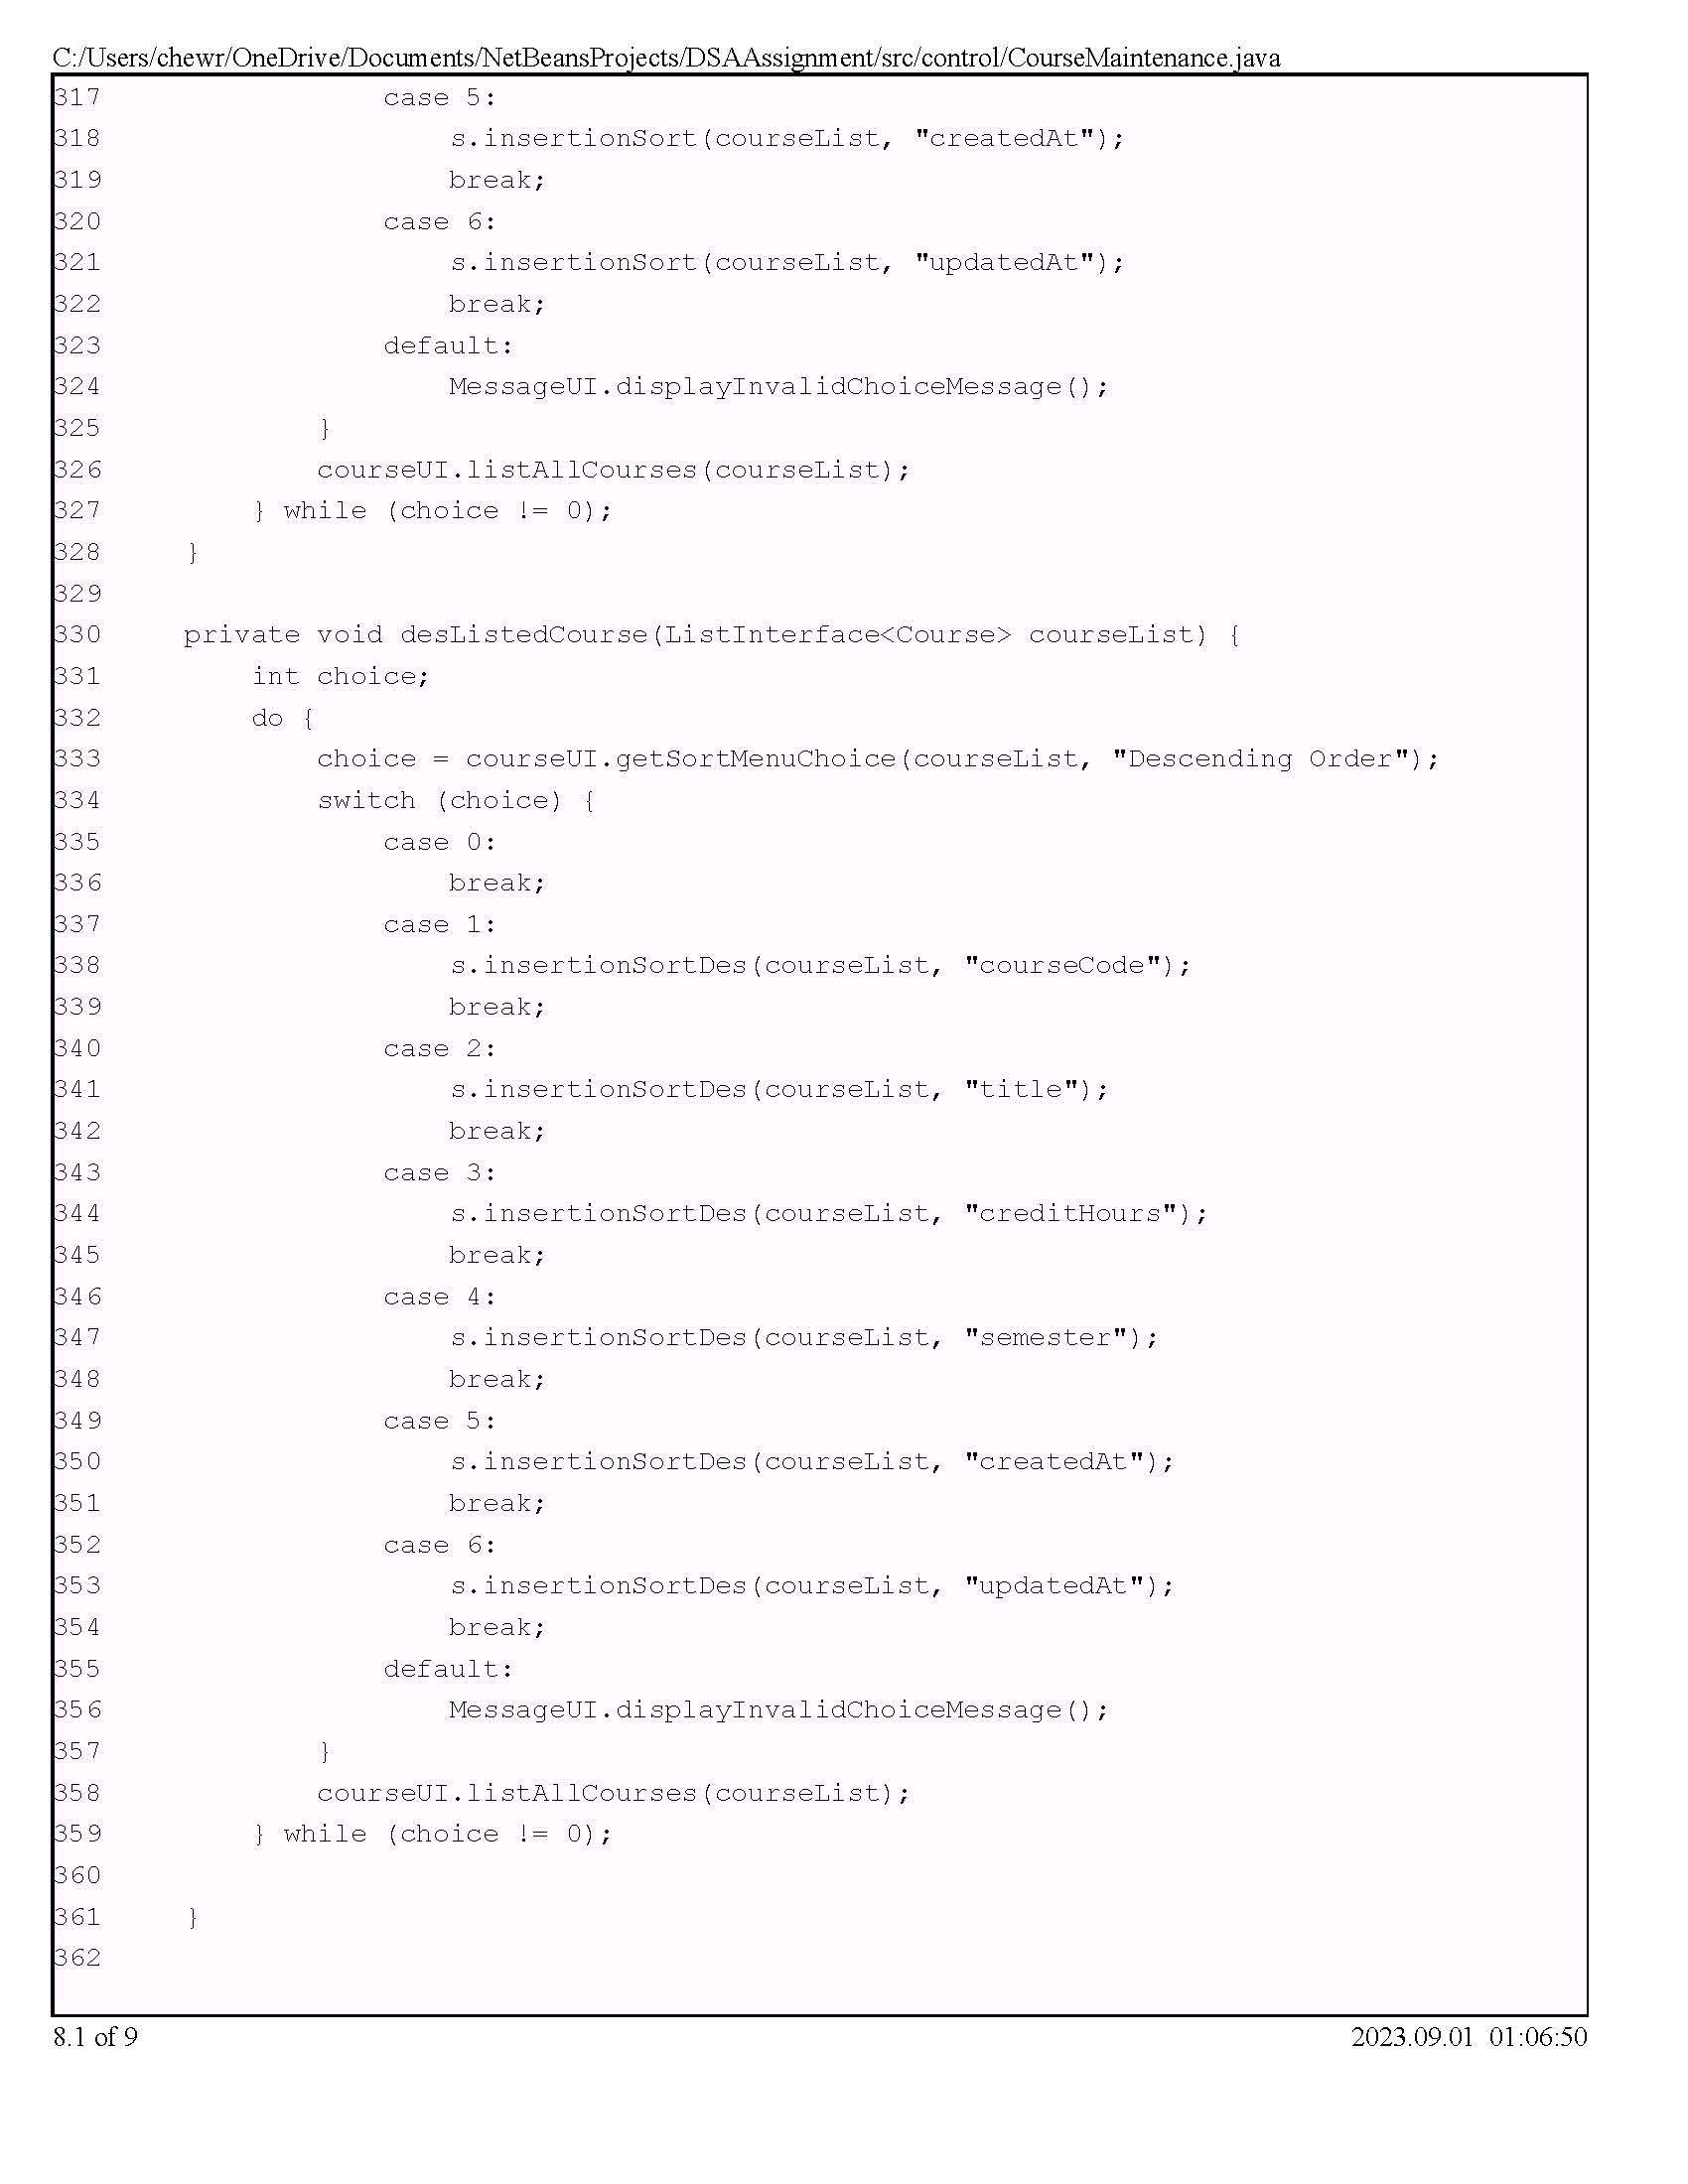 C:/Users/chewr/OneDrive/Documents/NetBeansProjects/DSAAssignment/src/control/CourseMaintenance.java
317                 case 5:
318                     s.insertionSort(courseList, "createdAt");
319                     break;
320                 case 6:
321                     s.insertionSort(courseList, "updatedAt");
322                     break;
323                 default:
324                     MessageUI.displayInvalidChoiceMessage();
325             }
326             courseUI.listAllCourses(courseList);
327         } while (choice != 0);
328     }
329
330     private void desListedCourse(ListInterface<Course> courseList) {
331         int choice;
332         do {
333             choice = courseUI.getSortMenuChoice(courseList, "Descending Order");
334             switch (choice) {
335                 case 0:
336                     break;
337                 case 1:
338                     s.insertionSortDes(courseList, "courseCode");
339                     break;
340                 case 2:
341                     s.insertionSortDes(courseList, "title");
342                     break;
343                 case 3:
344                     s.insertionSortDes(courseList, "creditHours");
345                     break;
346                 case 4:
347                     s.insertionSortDes(courseList, "semester");
348                     break;
349                 case 5:
350                     s.insertionSortDes(courseList, "createdAt");
351                     break;
352                 case 6:
353                     s.insertionSortDes(courseList, "updatedAt");
354                     break;
355                 default:
356                     MessageUI.displayInvalidChoiceMessage();
357             }
358             courseUI.listAllCourses(courseList);
359         } while (choice != 0);
360
361     }
362
8.1 of 9 2023.09.01 01:06:50